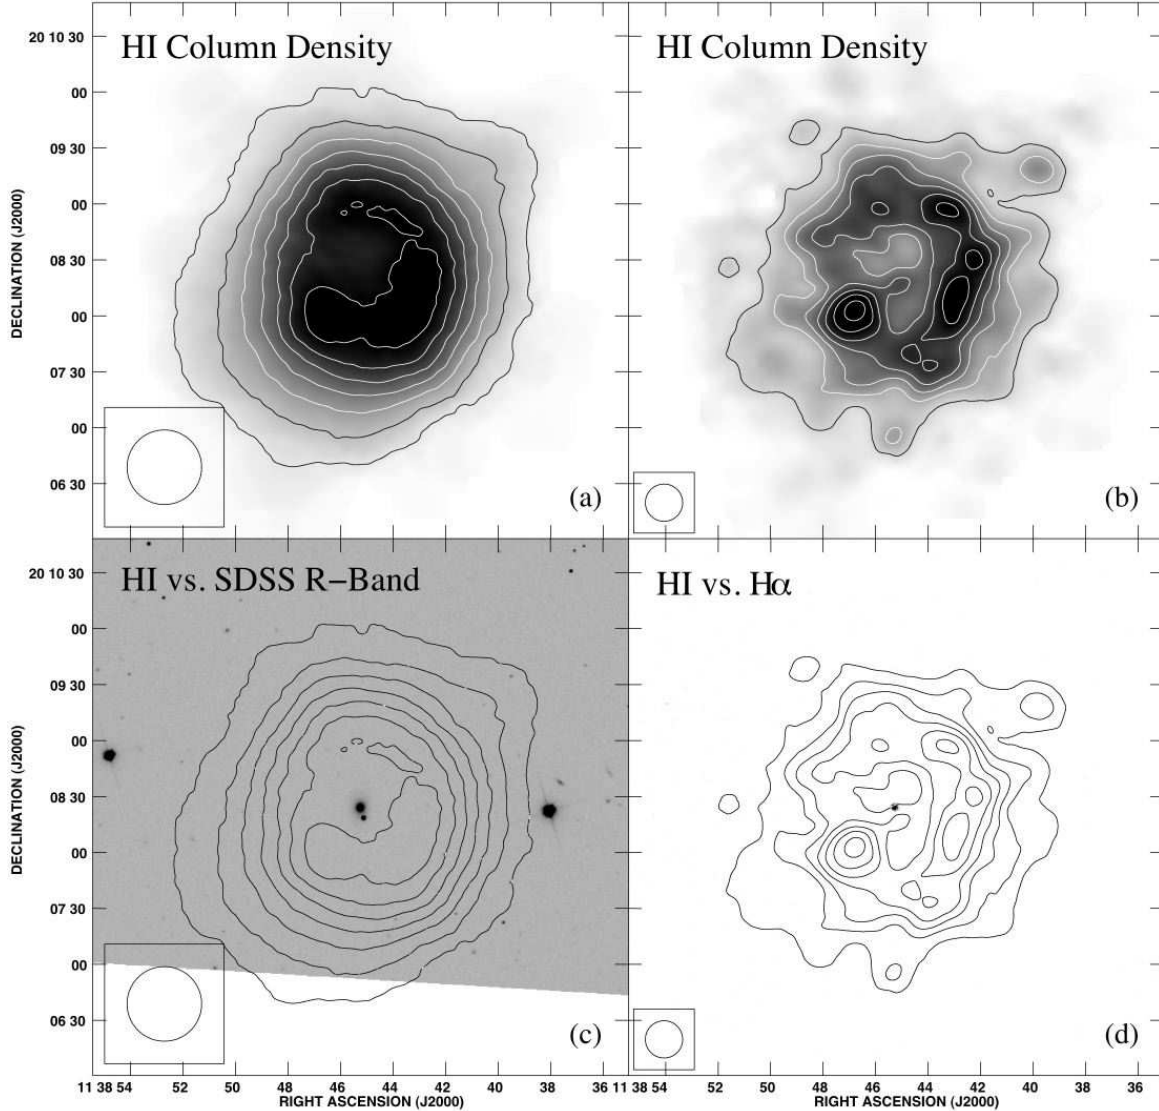 HI Column Density
HI Column Density
20 10 30
00
09 30
00
08 30
00
07 30
00
06 30
DECLINATION (J2000)
(a)
(b)
HI vs. SDSS R-Band
HI vs. Hα
20 10 30
00
09 30
00
08 30
00
07 30
00
06 30
DECLINATION (J2000)
(c)
(d)
11 38 54 52 50 48 46 44 42 40 38 36
11 38 54 52 50 48 46 44 42 40 38 36
RIGHT ASCENSION (J2000)
RIGHT ASCENSION (J2000)